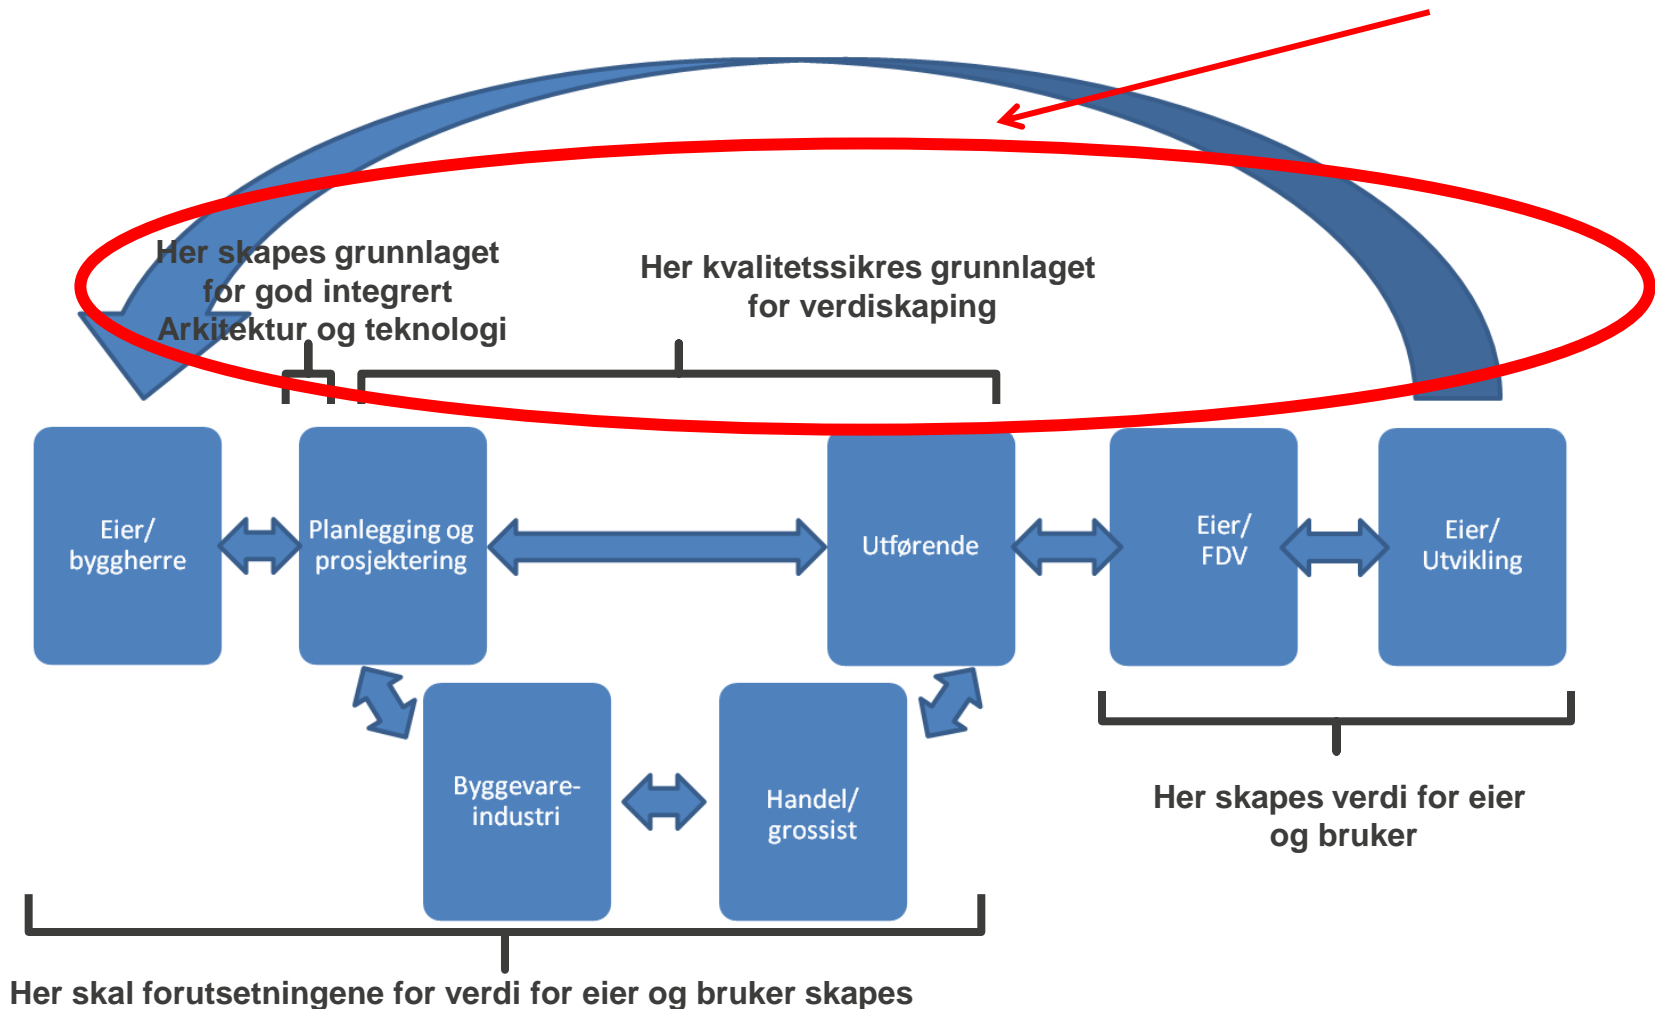 Her skapes grunnlaget
for god integrert
Arkitektur og teknologi
Her kvalitetssikres grunnlaget
for verdiskaping
Eier/
byggherre
Planlegging og
prosjektering
Utførende
Eier/
FDV
Eier/
Utvikling
Byggevare-
industri
Handel/
grossist
Her skapes verdi for eier
og bruker
Her skal forutsetningene for verdi for eier og bruker skapes